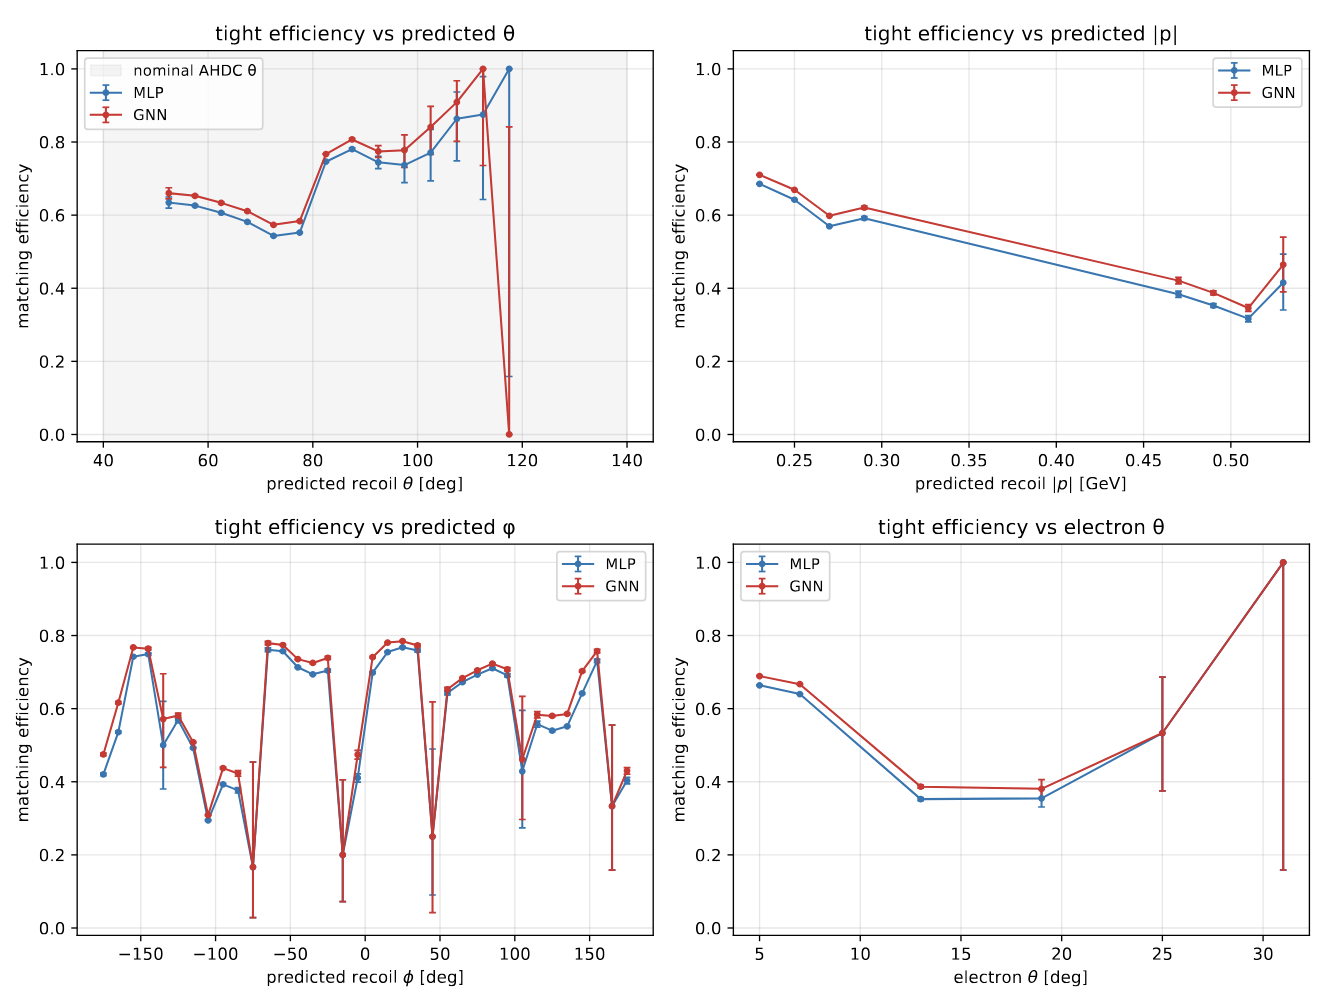 tight efficiency vs predicted θ
nominal AHDC θ
MLP
GNN
matching efficiency
1.0
0.8
0.6
0.4
0.2
0.0
40 60 80 100 120 140
predicted recoil θ [deg]
tight efficiency vs predicted |p|
MLP
GNN
matching efficiency
1.0
0.8
0.6
0.4
0.2
0.0
0.25 0.30 0.35 0.40 0.45 0.50
predicted recoil |p| [GeV]
tight efficiency vs predicted φ
MLP
GNN
matching efficiency
1.0
0.8
0.6
0.4
0.2
0.0
−150 −100 −50 0 50 100 150
predicted recoil ϕ [deg]
tight efficiency vs electron θ
MLP
GNN
matching efficiency
1.0
0.8
0.6
0.4
0.2
0.0
5 10 15 20 25 30
electron θ [deg]